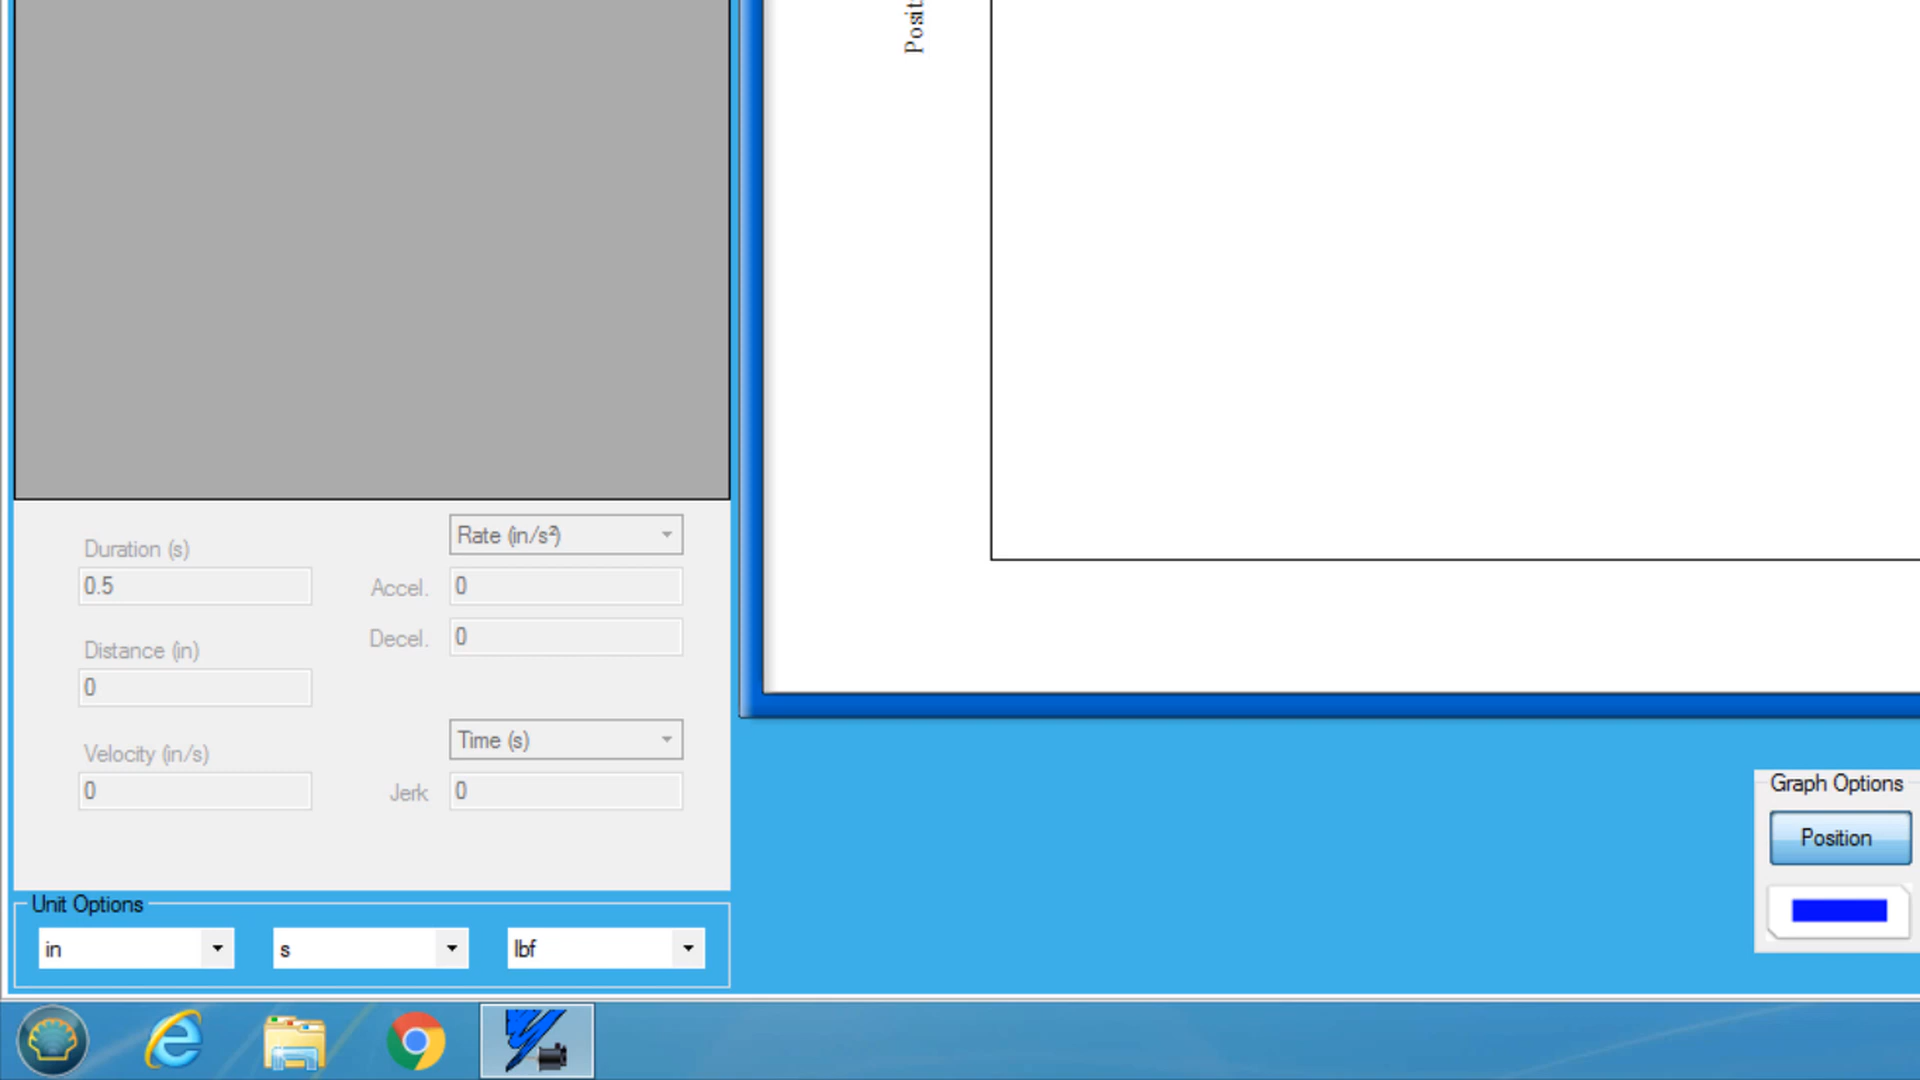 Duration (s)
0.5
Distance (in)
0
Velocity (in/s)
0
Rate (in/s²)
Accel. 0
Decel. 0
Time (s)
Jerk 0
Unit Options
in s lbf
Graph Options
Position